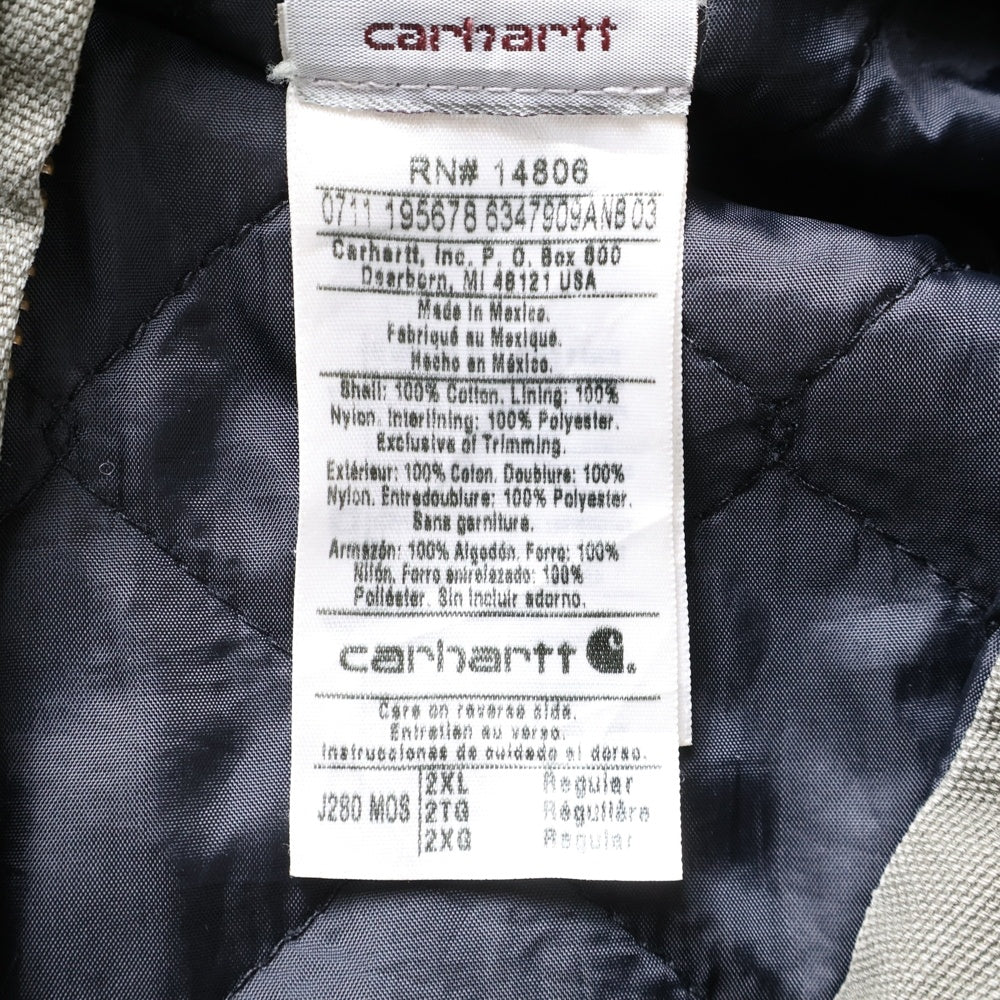 carhartt
RN# 14806
0711 195678 6347909ANB 03
Carhartt, Inc. P. O. Box 600
Dearborn, MI 48121 USA
Made in Mexico.
Fabriqué au Mexique.
Hecho en México.
Shell: 100% Cotton. Lining: 100%
Nylon. Interlining: 100% Polyester.
Exclusive of Trimming.
Extérieur: 100% Coton. Doublure: 100%
Nylon. Entredoublure: 100% Polyester.
Sans garniture.
Armazón: 100% Algodón. Forro: 100%
Nilón. Forro entrelazado: 100%
Poliéster. Sin incluir adorno.
carhartt
Care on reverse side.
Entretien au verso.
Instrucciones de cuidado al dorso.
J280 MOS
2XL Regular
2TG Régulière
2XG Regular